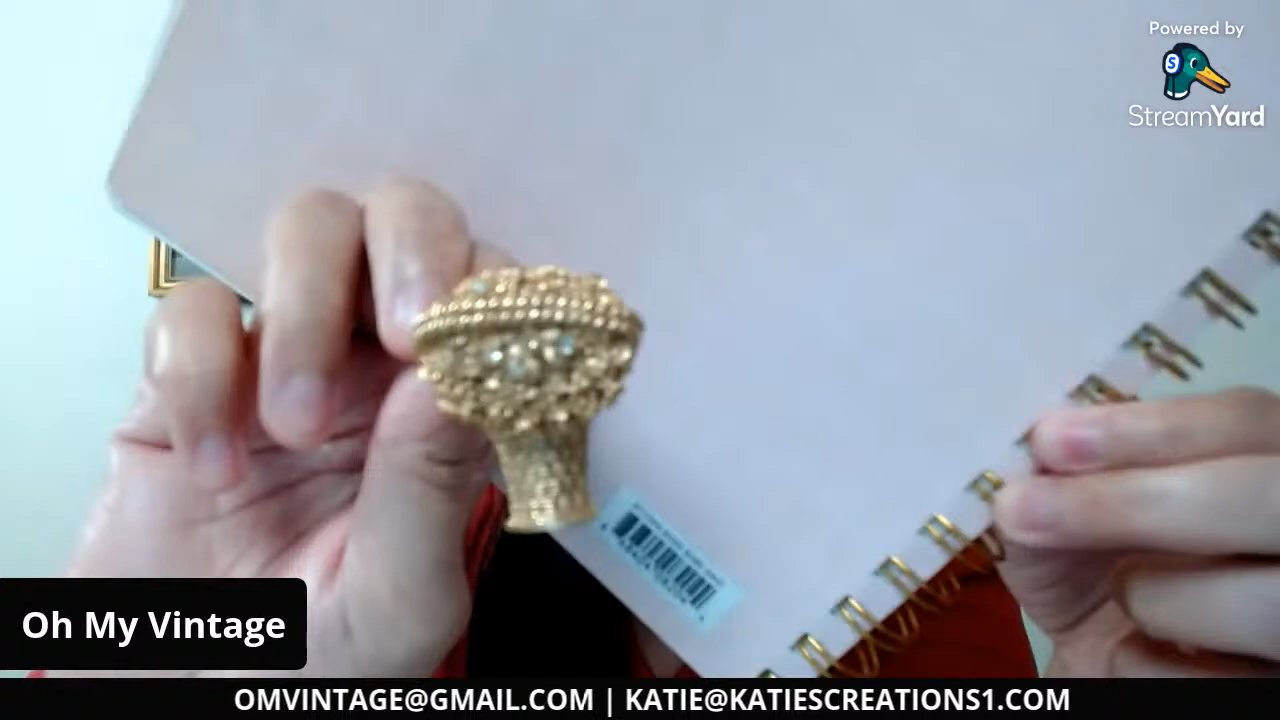 Powered by
StreamYard
Oh My Vintage
OMVINTAGE@GMAIL.COM | KATIE@KATIESCREATIONS1.COM